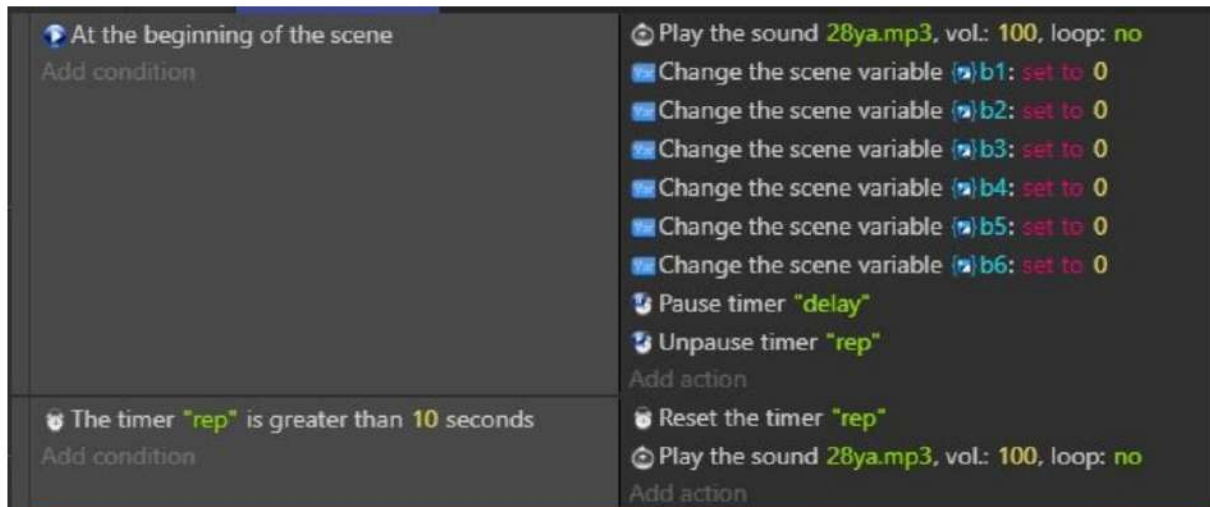 At the beginning of the scene
Add condition
Play the sound 28ya.mp3, vol.: 100, loop: no
Change the scene variable b1: set to 0
Change the scene variable b2: set to 0
Change the scene variable b3: set to 0
Change the scene variable b4: set to 0
Change the scene variable b5: set to 0
Change the scene variable b6: set to 0
Pause timer "delay"
Unpause timer "rep"
Add action
The timer "rep" is greater than 10 seconds
Add condition
Reset the timer "rep"
Play the sound 28ya.mp3, vol.: 100, loop: no
Add action